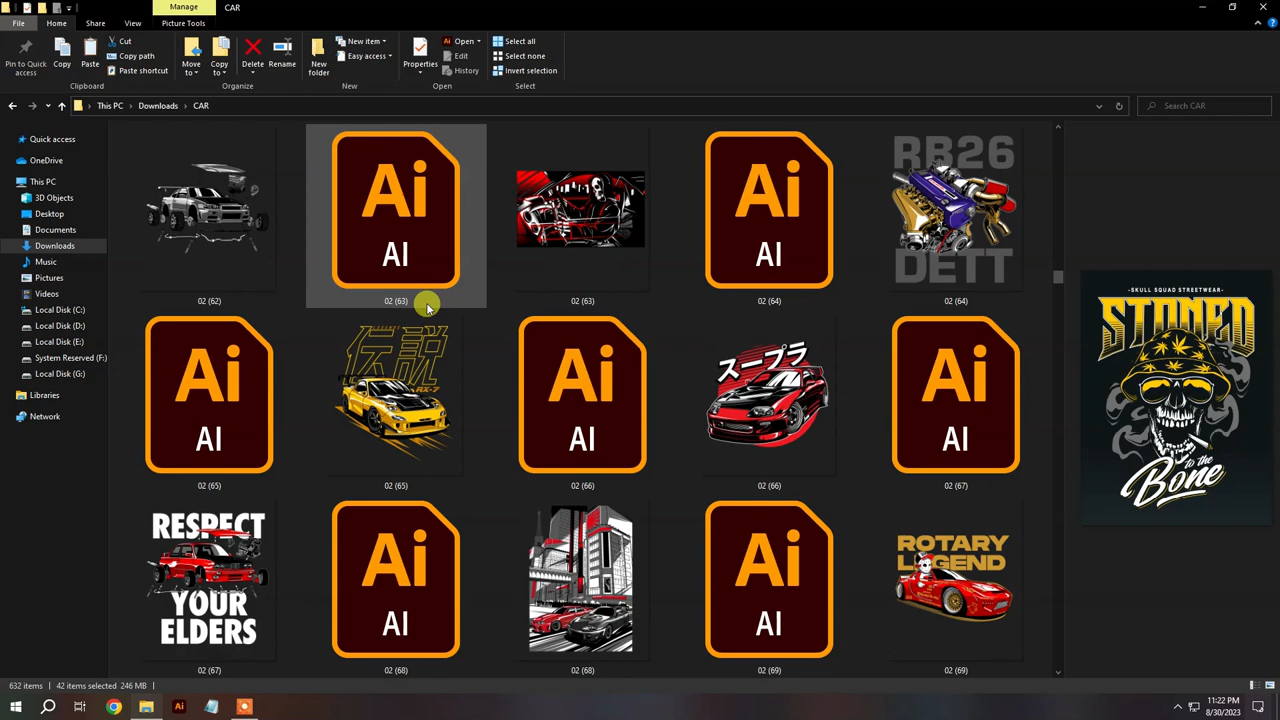 Manage
CAR
File
Home
Share
View
Picture Tools
Pin to Quick access
Copy
Paste
Cut
Copy path
Paste shortcut
Clipboard
Move to
Copy to
Delete
Rename
Organize
New folder
New item
Easy access
New
Properties
Open
Edit
History
Open
Select all
Select none
Invert selection
Select
This PC
Downloads
CAR
Search CAR
Quick access
OneDrive
This PC
3D Objects
Desktop
Documents
Downloads
Music
Pictures
Videos
Local Disk (C:)
Local Disk (D:)
Local Disk (E:)
System Reserved (F:)
Local Disk (G:)
Libraries
Network
Ai
AI
Ai
AI
RB26
DETT
02 (62)
02 (63)
02 (63)
02 (64)
02 (64)
Ai
AI
伝説
RX-7
Ai
AI
スープラ
Ai
AI
02 (65)
02 (65)
02 (66)
02 (66)
02 (67)
RESPECT
YOUR
ELDERS
Ai
AI
Ai
AI
ROTARY
LEGEND
02 (67)
02 (68)
02 (68)
02 (69)
02 (69)
-SKULL SQUAD STREETWEAR-
STONED
to the
Bone
632 items
42 items selected 246 MB
Ai
11:22 PM
8/30/2023